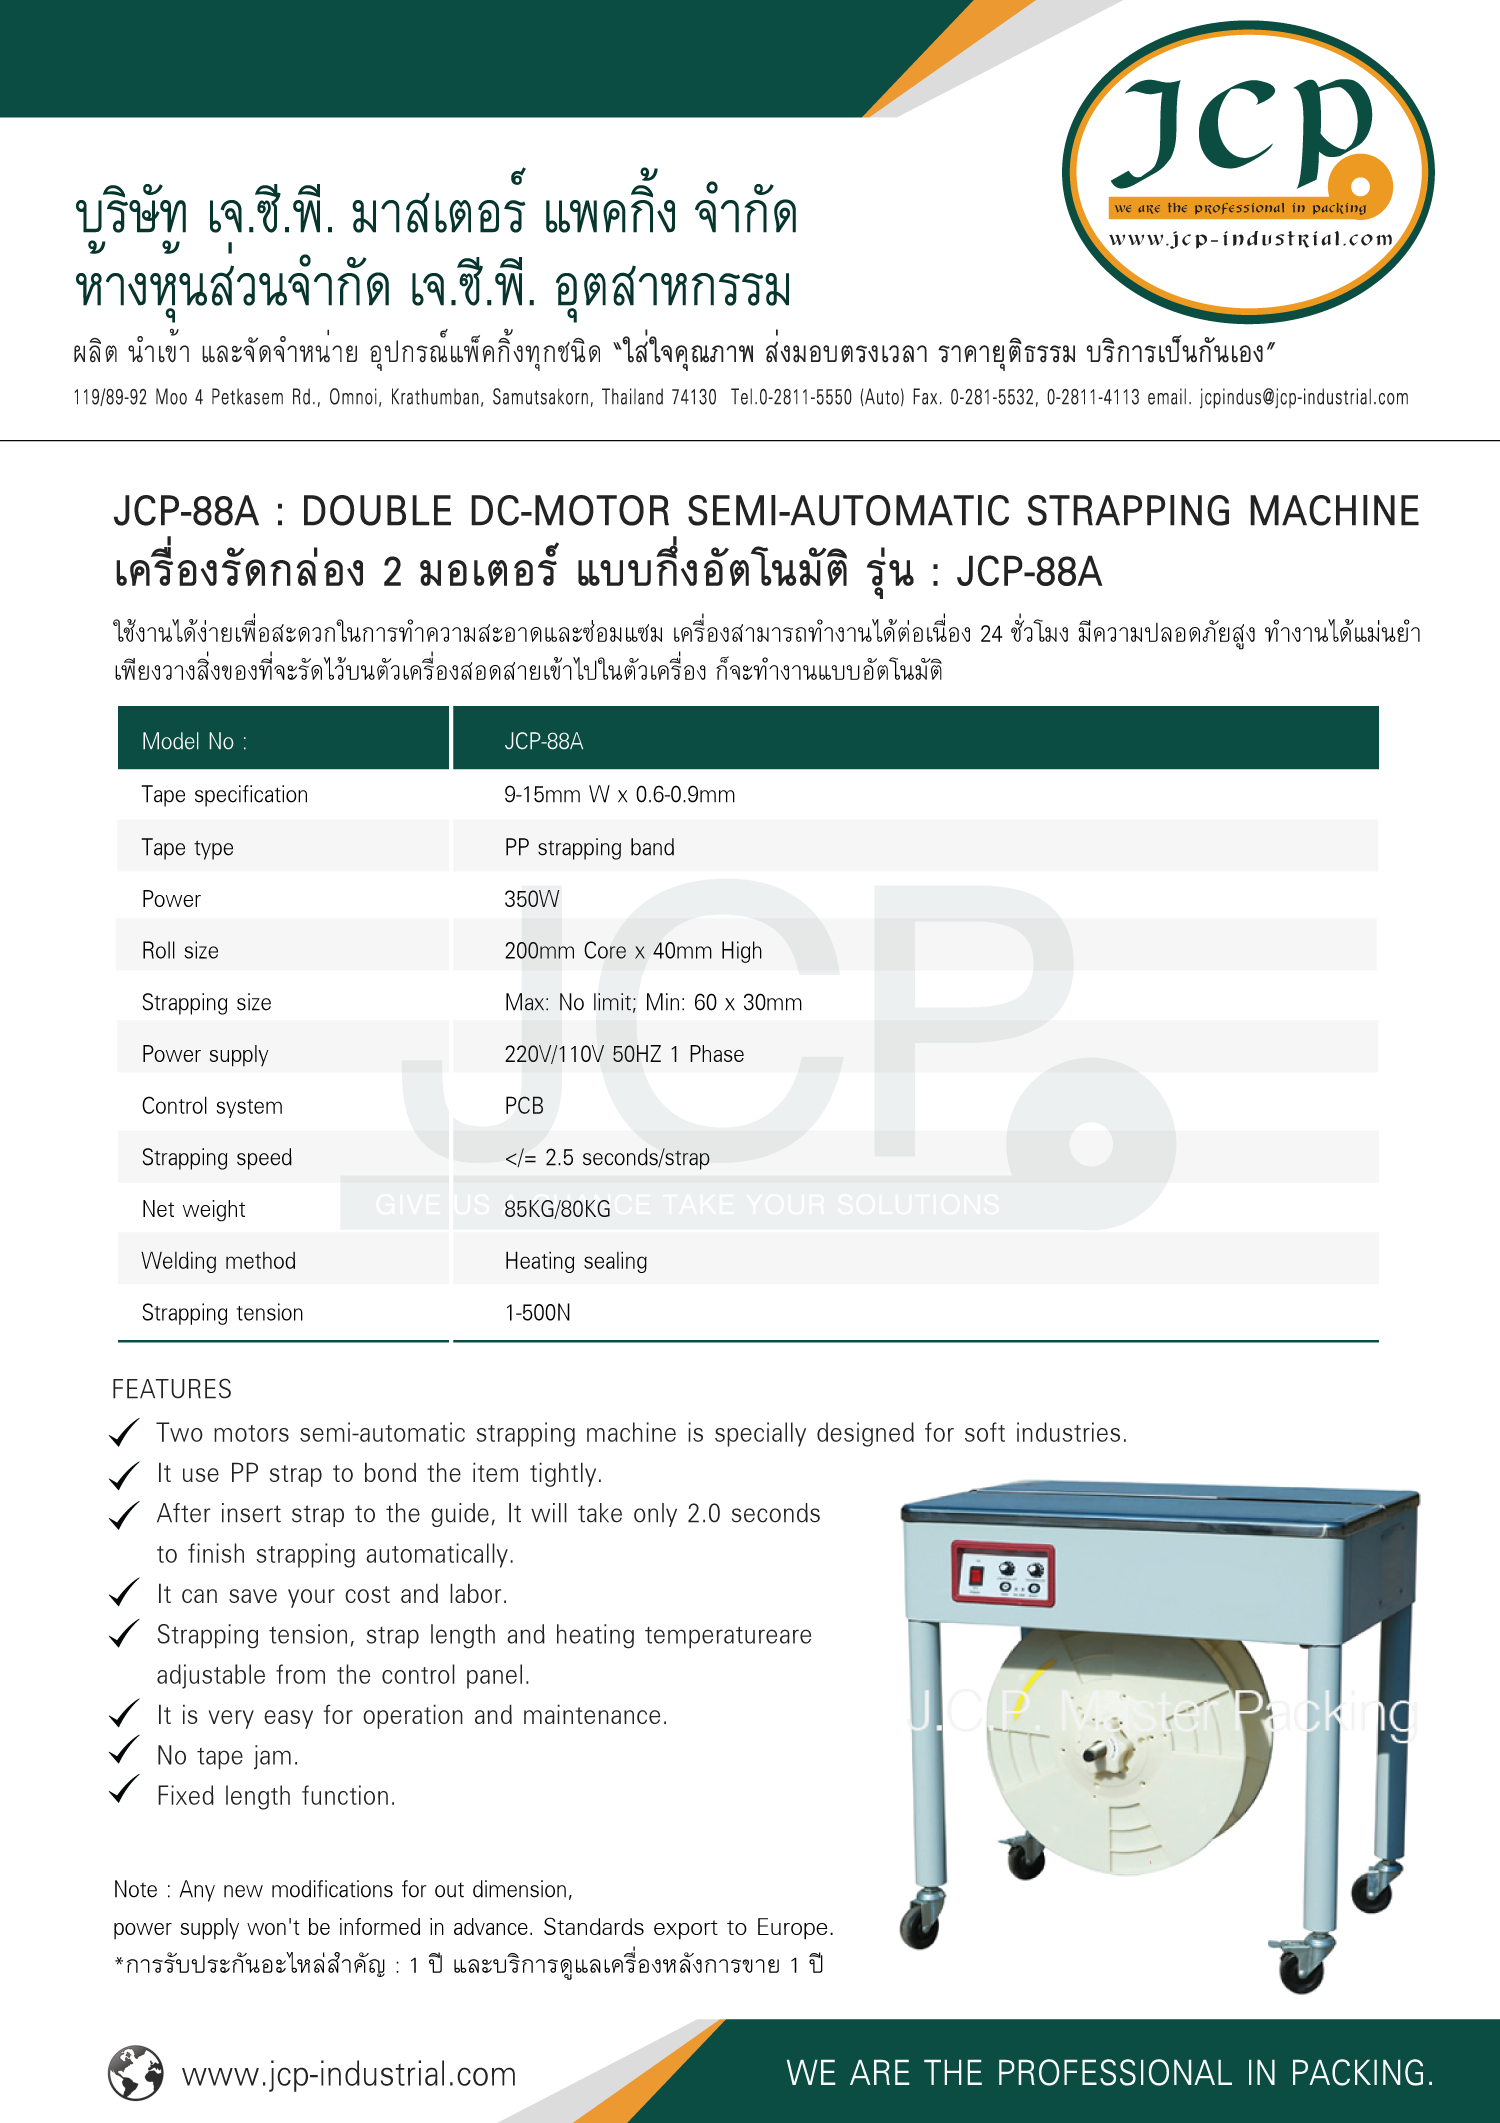 JCP
we are the professional in packing
www.jcp-industrial.com
บริษัท เจ.ซี.พี. มาสเตอร์ แพคกิ้ง จำกัด
ห้างหุ้นส่วนจำกัด เจ.ซี.พี. อุตสาหกรรม
ผลิต นำเข้า และจัดจำหน่าย อุปกรณ์แพ็คกิ้งทุกชนิด “ใส่ใจคุณภาพ ส่งมอบตรงเวลา ราคายุติธรรม บริการเป็นกันเอง”
119/89-92 Moo 4 Petkasem Rd., Omnoi, Krathumban, Samutsakorn, Thailand 74130 Tel.0-2811-5550 (Auto) Fax. 0-281-5532, 0-2811-4113 email. jcpindus@jcp-industrial.com
JCP-88A : DOUBLE DC-MOTOR SEMI-AUTOMATIC STRAPPING MACHINE
เครื่องรัดกล่อง 2 มอเตอร์ แบบกึ่งอัตโนมัติ รุ่น : JCP-88A
ใช้งานได้ง่ายเพื่อสะดวกในการทำความสะอาดและซ่อมแซม เครื่องสามารถทำงานได้ต่อเนื่อง 24 ชั่วโมง มีความปลอดภัยสูง ทำงานได้แม่นยำ
เพียงวางสิ่งของที่จะรัดไว้บนตัวเครื่องสอดสายเข้าไปในตัวเครื่อง ก็จะทำงานแบบอัตโนมัติ
Model No : JCP-88A
Tape specification 9-15mm W x 0.6-0.9mm
Tape type PP strapping band
Power 350W
Roll size 200mm Core x 40mm High
Strapping size Max: No limit; Min: 60 x 30mm
Power supply 220V/110V 50HZ 1 Phase
Control system PCB
Strapping speed </= 2.5 seconds/strap
Net weight 85KG/80KG
Welding method Heating sealing
Strapping tension 1-500N
JCP
GIVE US A CHANCE TAKE YOUR SOLUTIONS
FEATURES
Two motors semi-automatic strapping machine is specially designed for soft industries.
It use PP strap to bond the item tightly.
After insert strap to the guide, It will take only 2.0 seconds
to finish strapping automatically.
It can save your cost and labor.
Strapping tension, strap length and heating temperatureare
adjustable from the control panel.
It is very easy for operation and maintenance.
No tape jam.
Fixed length function.
J.C.P. Master Packing
Note : Any new modifications for out dimension,
power supply won't be informed in advance. Standards export to Europe.
*การรับประกันอะไหล่สำคัญ : 1 ปี และบริการดูแลเครื่องหลังการขาย 1 ปี
www.jcp-industrial.com
WE ARE THE PROFESSIONAL IN PACKING.